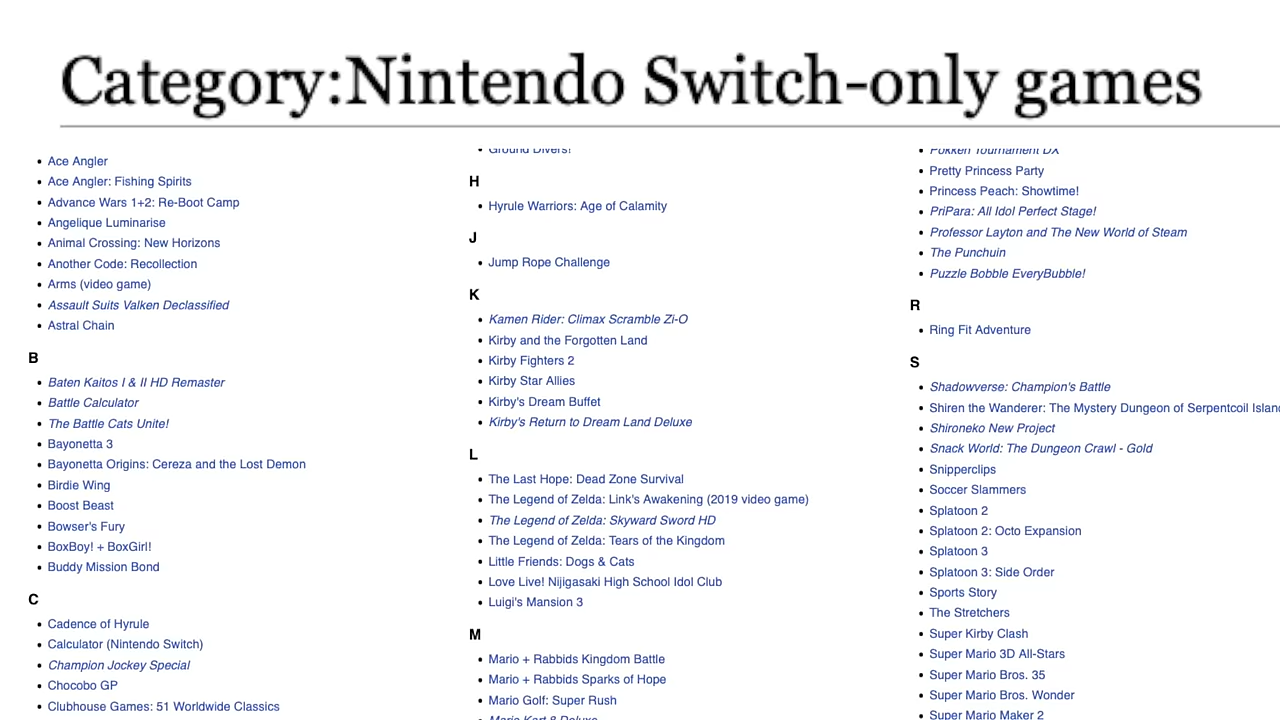 Category:Nintendo Switch-only games
Ace Angler
Ace Angler: Fishing Spirits
Advance Wars 1+2: Re-Boot Camp
Angelique Luminarise
Animal Crossing: New Horizons
Another Code: Recollection
Arms (video game)
Assault Suits Valken Declassified
Astral Chain
B
Baten Kaitos I & II HD Remaster
Battle Calculator
The Battle Cats Unite!
Bayonetta 3
Bayonetta Origins: Cereza and the Lost Demon
Birdie Wing
Boost Beast
Bowser's Fury
BoxBoy! + BoxGirl!
Buddy Mission Bond
C
Cadence of Hyrule
Calculator (Nintendo Switch)
Champion Jockey Special
Chocobo GP
Clubhouse Games: 51 Worldwide Classics
Ground Divers!
H
Hyrule Warriors: Age of Calamity
J
Jump Rope Challenge
K
Kamen Rider: Climax Scramble Zi-O
Kirby and the Forgotten Land
Kirby Fighters 2
Kirby Star Allies
Kirby's Dream Buffet
Kirby's Return to Dream Land Deluxe
L
The Last Hope: Dead Zone Survival
The Legend of Zelda: Link's Awakening (2019 video game)
The Legend of Zelda: Skyward Sword HD
The Legend of Zelda: Tears of the Kingdom
Little Friends: Dogs & Cats
Love Live! Nijigasaki High School Idol Club
Luigi's Mansion 3
M
Mario + Rabbids Kingdom Battle
Mario + Rabbids Sparks of Hope
Mario Golf: Super Rush
Mario Kart 8 Deluxe
Pokkén Tournament DX
Pretty Princess Party
Princess Peach: Showtime!
PriPara: All Idol Perfect Stage!
Professor Layton and The New World of Steam
The Punchuin
Puzzle Bobble EveryBubble!
R
Ring Fit Adventure
S
Shadowverse: Champion's Battle
Shiren the Wanderer: The Mystery Dungeon of Serpentcoil Islan
Shironeko New Project
Snack World: The Dungeon Crawl - Gold
Snipperclips
Soccer Slammers
Splatoon 2
Splatoon 2: Octo Expansion
Splatoon 3
Splatoon 3: Side Order
Sports Story
The Stretchers
Super Kirby Clash
Super Mario 3D All-Stars
Super Mario Bros. 35
Super Mario Bros. Wonder
Super Mario Maker 2